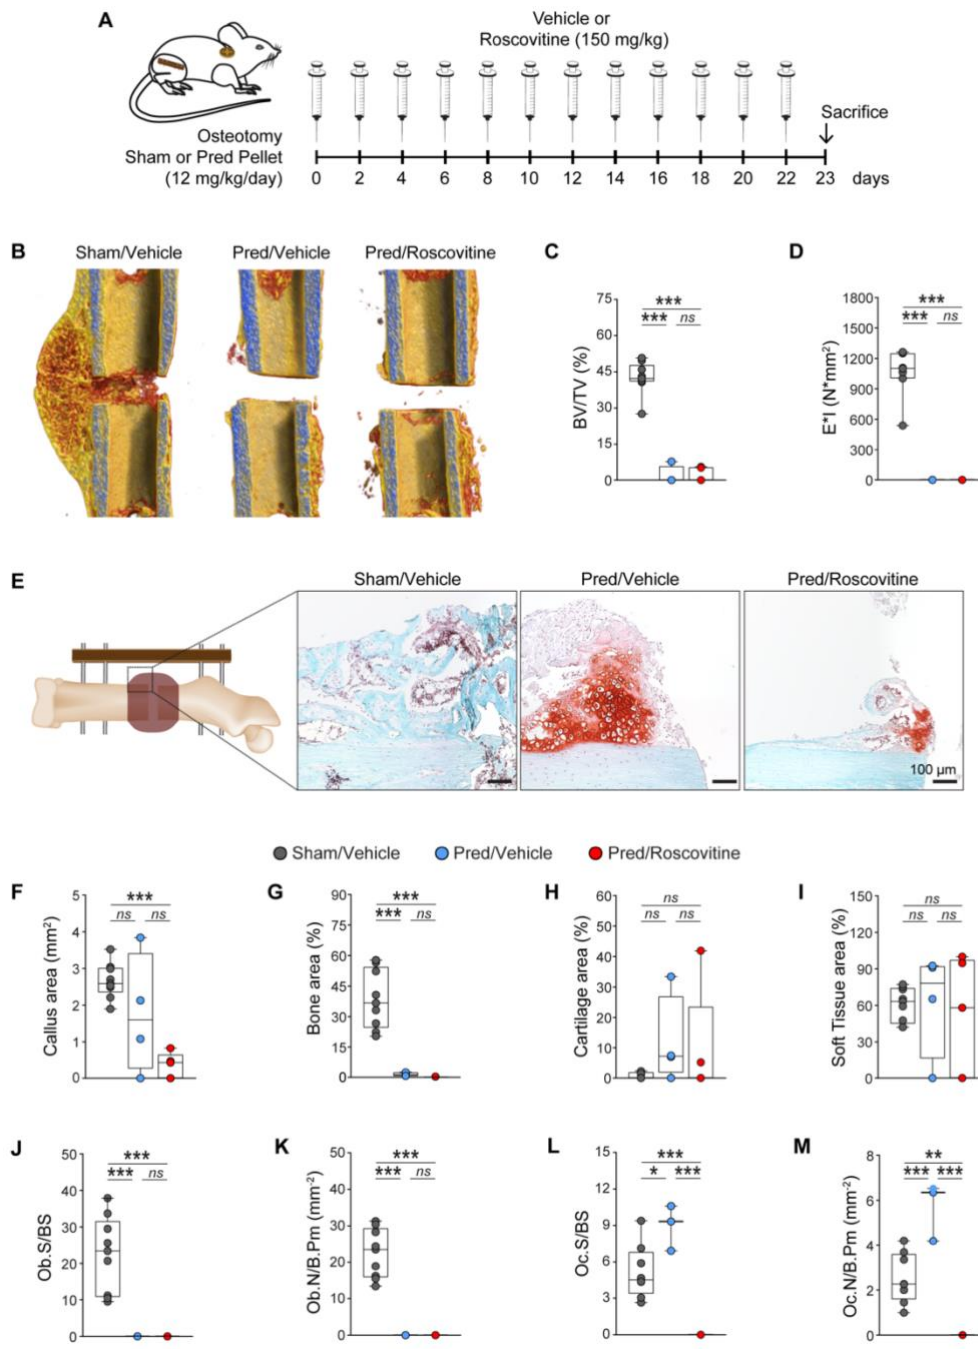 A
Vehicle or
Roscovitine (150 mg/kg)
Sacrifice
Osteotomy
Sham or Pred Pellet
(12 mg/kg/day)
0 2 4 6 8 10 12 14 16 18 20 22 23 days
B Sham/Vehicle Pred/Vehicle Pred/Roscovitine
C
BV/TV (%)
75
60
45
30
15
0
***
*** ns
D
E*I (N*mm²)
1800
1500
1200
900
600
300
0
***
*** ns
E
Sham/Vehicle Pred/Vehicle Pred/Roscovitine
100 µm
Sham/Vehicle Pred/Vehicle Pred/Roscovitine
F
Callus area (mm²)
5
4
3
2
1
0
***
ns ns
G
Bone area (%)
90
75
60
45
30
15
0
***
*** ns
H
Cartilage area (%)
60
50
40
30
20
10
0
ns
ns ns
I
Soft Tissue area (%)
150
120
90
60
30
0
ns
ns ns
J
Ob.S/BS
50
40
30
20
10
0
***
*** ns
K
Ob.N/B.Pm (mm⁻²)
50
40
30
20
10
0
***
*** ns
L
Oc.S/BS
15
12
9
6
3
0
***
* ***
M
Oc.N/B.Pm (mm⁻²)
8
6
4
2
0
**
*** ***